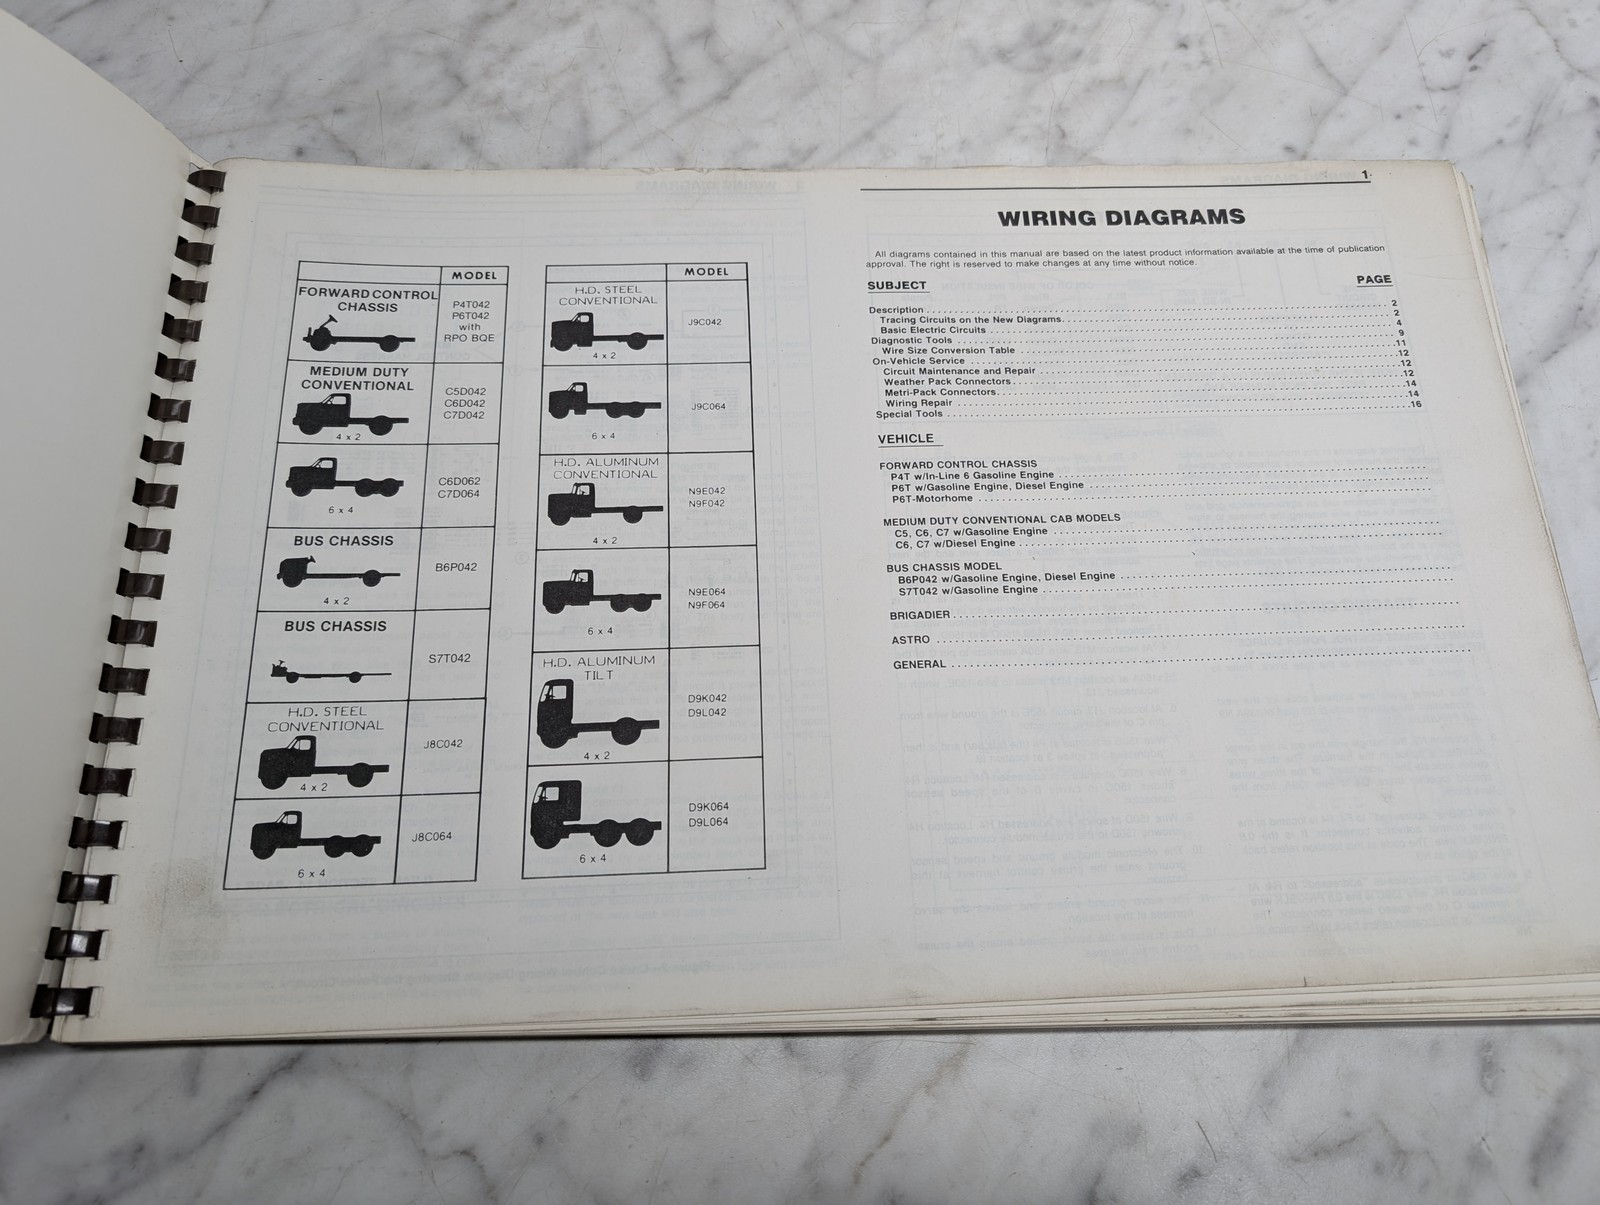 MODEL
FORWARD CONTROL
CHASSIS
P4T042
P6T042
with
RPO BQE
MEDIUM DUTY
CONVENTIONAL
4 x 2
C5D042
C6D042
C7D042
6 x 4
C6D062
C7D064
BUS CHASSIS
4 x 2
B6P042
BUS CHASSIS
S7T042
H.D. STEEL
CONVENTIONAL
4 x 2
J8C042
6 x 4
J8C064
MODEL
H.D. STEEL
CONVENTIONAL
4 x 2
J9C042
6 x 4
J9C064
H.D. ALUMINUM
CONVENTIONAL
4 x 2
N9E042
N9F042
6 x 4
N9E064
N9F064
H.D. ALUMINUM
TILT
4 x 2
D9K042
D9L042
6 x 4
D9K064
D9L064
1
WIRING DIAGRAMS
All diagrams contained in this manual are based on the latest product information available at the time of publication
approval. The right is reserved to make changes at any time without notice.
SUBJECT PAGE
Description 2
Tracing Circuits on the New Diagrams 2
Basic Electric Circuits 4
Diagnostic Tools 9
Wire Size Conversion Table 11
On-Vehicle Service 12
Circuit Maintenance and Repair 12
Weather Pack Connectors 12
Metri-Pack Connectors 14
Wiring Repair 14
Special Tools 16
VEHICLE
FORWARD CONTROL CHASSIS
P4T w/In-Line 6 Gasoline Engine
P6T w/Gasoline Engine, Diesel Engine
P6T-Motorhome
MEDIUM DUTY CONVENTIONAL CAB MODELS
C5, C6, C7 w/Gasoline Engine
C6, C7 w/Diesel Engine
BUS CHASSIS MODEL
B6P042 w/Gasoline Engine, Diesel Engine
S7T042 w/Gasoline Engine
BRIGADIER
ASTRO
GENERAL